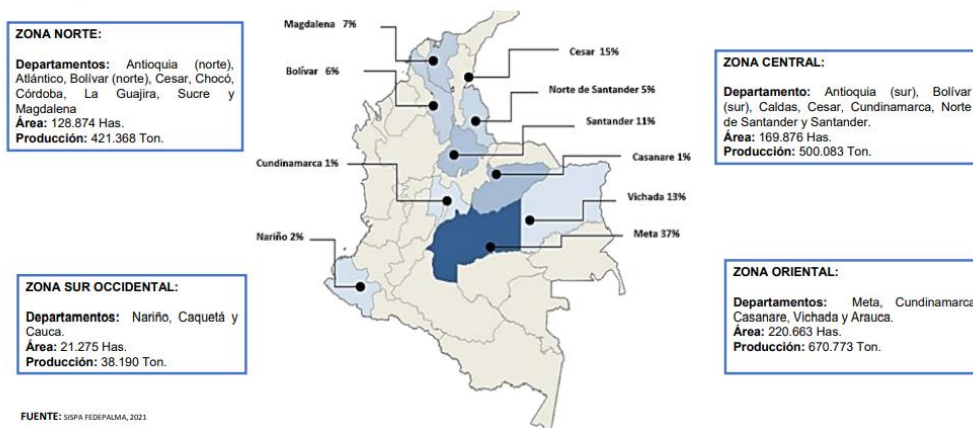 ZONA NORTE:
Departamentos: Antioquia (norte),
Atlántico, Bolívar (norte), Cesar, Chocó,
Córdoba, La Guajira, Sucre y
Magdalena
Área: 128.874 Has.
Producción: 421.368 Ton.
Magdalena 7%
Bolívar 6%
Cundinamarca 1%
Nariño 2%
Cesar 15%
Norte de Santander 5%
Santander 11%
Casanare 1%
Vichada 13%
Meta 37%
ZONA CENTRAL:
Departamento: Antioquia (sur), Bolívar
(sur), Caldas, Cesar, Cundinamarca, Norte
de Santander y Santander.
Área: 169.876 Has.
Producción: 500.083 Ton.
ZONA SUR OCCIDENTAL:
Departamentos: Nariño, Caquetá y
Cauca.
Área: 21.275 Has.
Producción: 38.190 Ton.
ZONA ORIENTAL:
Departamentos: Meta, Cundinamarca
Casanare, Vichada y Arauca.
Área: 220.663 Has.
Producción: 670.773 Ton.
FUENTE: SISPA FEDEPALMA, 2021